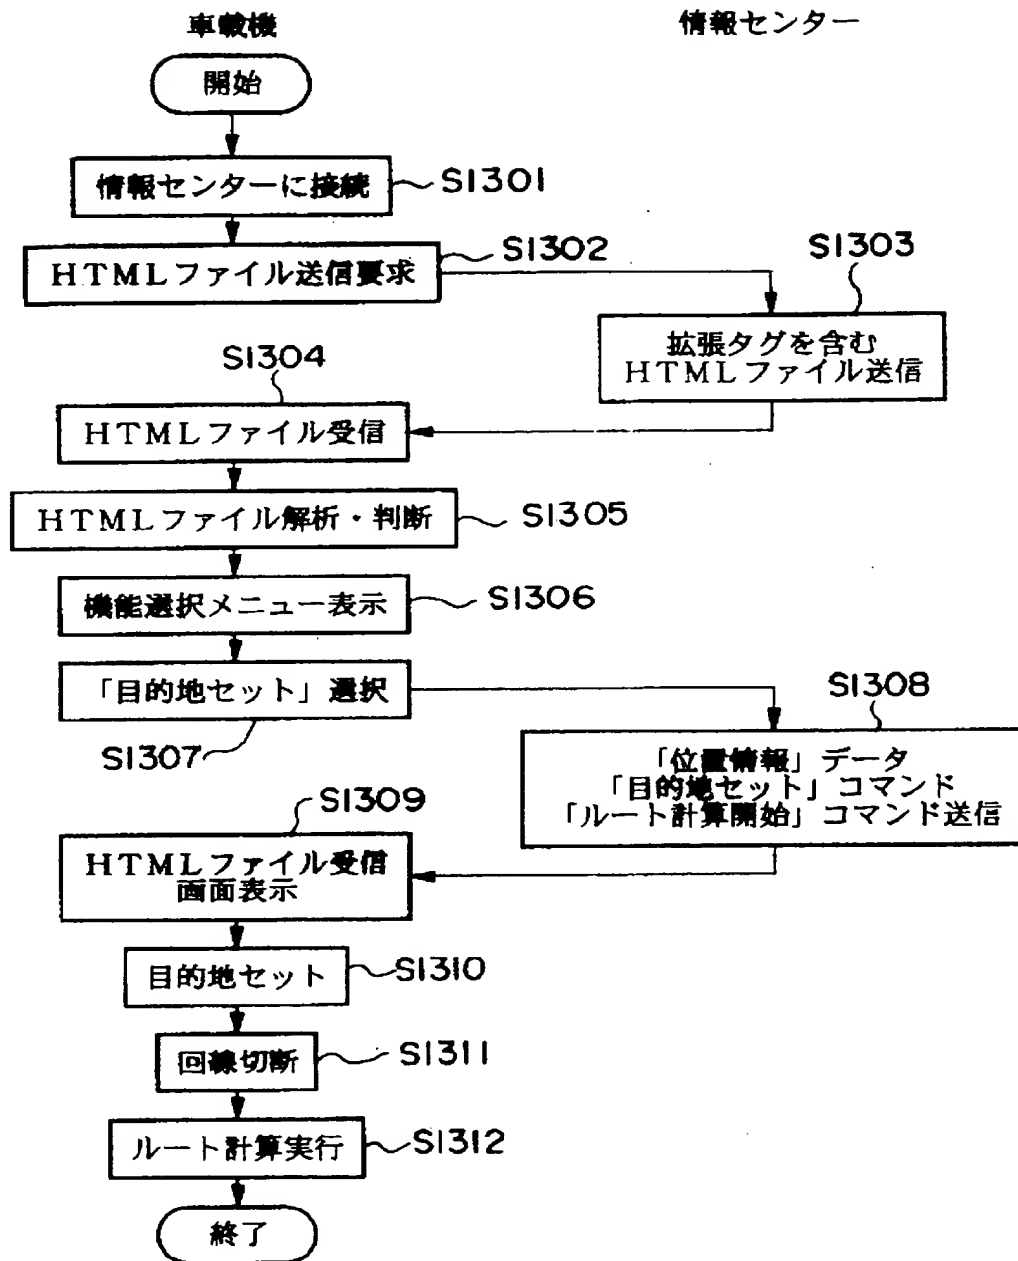 車載機
情報センター
開始
情報センターに接続
S1301
HTMLファイル送信要求
S1302
S1303
拡張タグを含む
HTMLファイル送信
S1304
HTMLファイル受信
HTMLファイル解析・判断
S1305
機能選択メニュー表示
S1306
「目的地セット」選択
S1307
S1308
「位置情報」データ
「目的地セット」コマンド
「ルート計算開始」コマンド送信
S1309
HTMLファイル受信
画面表示
目的地セット
S1310
回線切断
S1311
ルート計算実行
S1312
終了